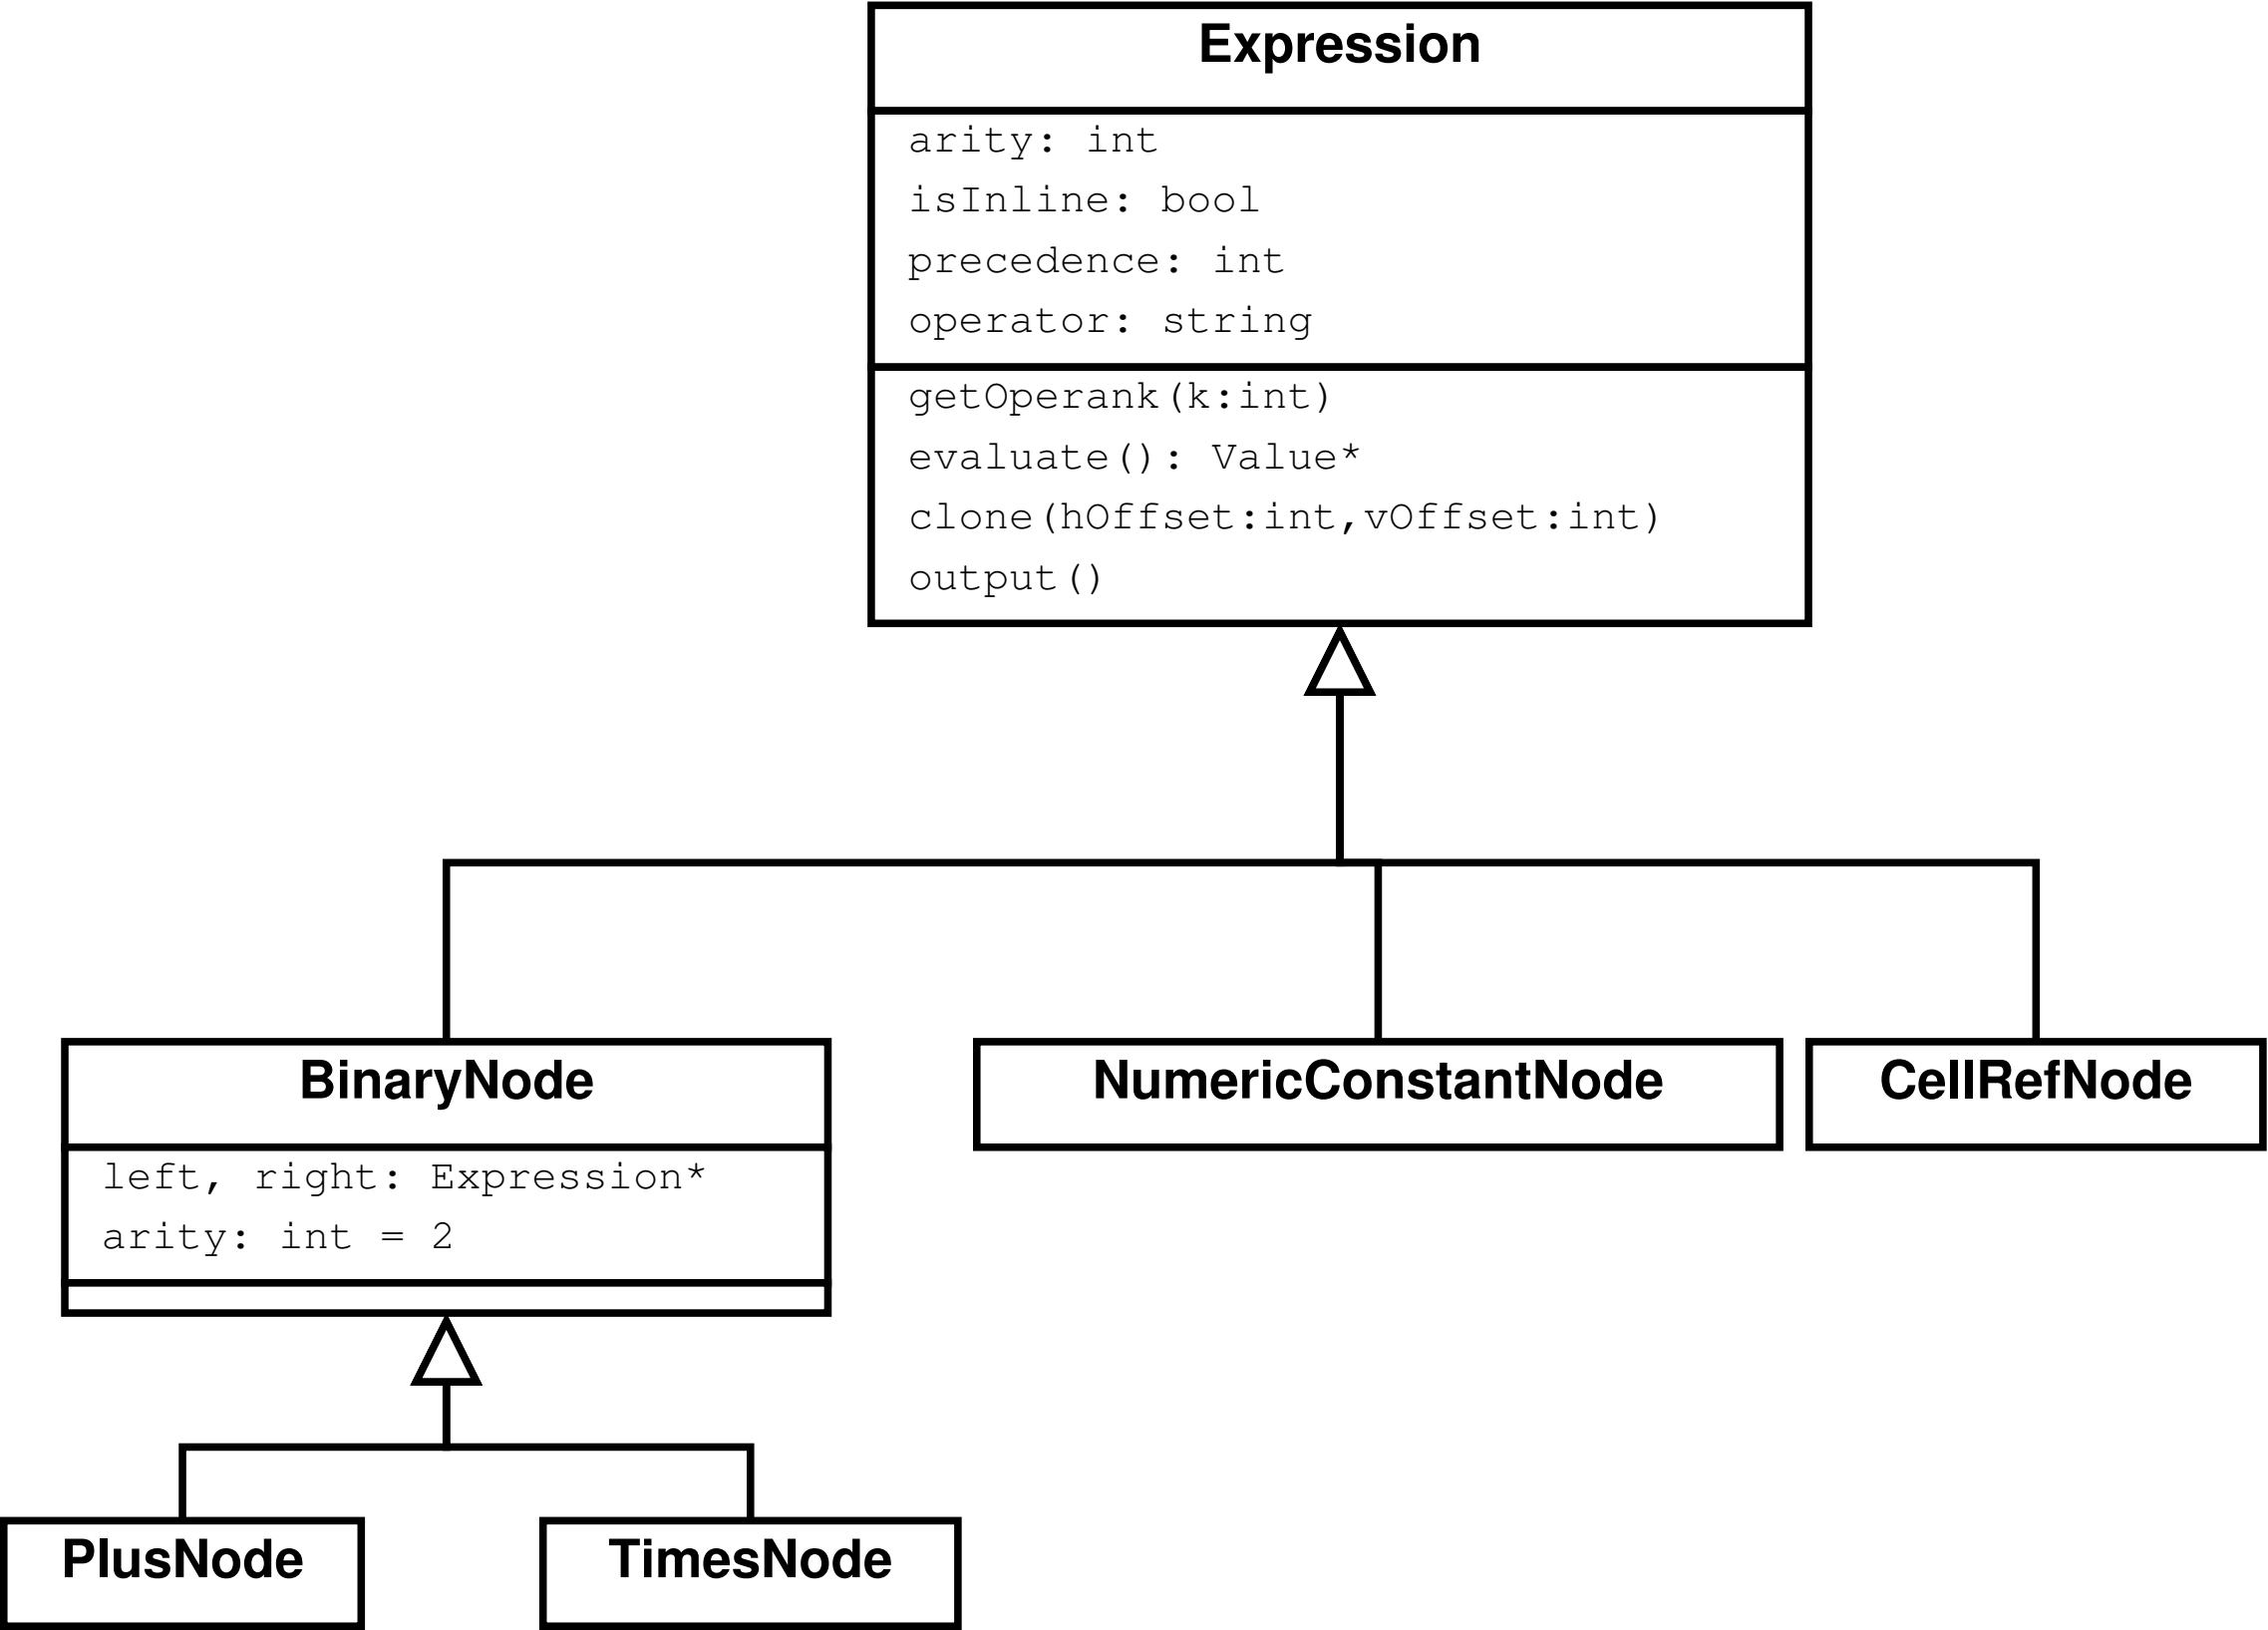 Expression
arity: int
isInline: bool
precedence: int
operator: string
getOperank(k:int)
evaluate(): Value*
clone(hOffset:int,vOffset:int)
output()
BinaryNode
left, right: Expression*
arity: int = 2
NumericConstantNode
CellRefNode
PlusNode
TimesNode